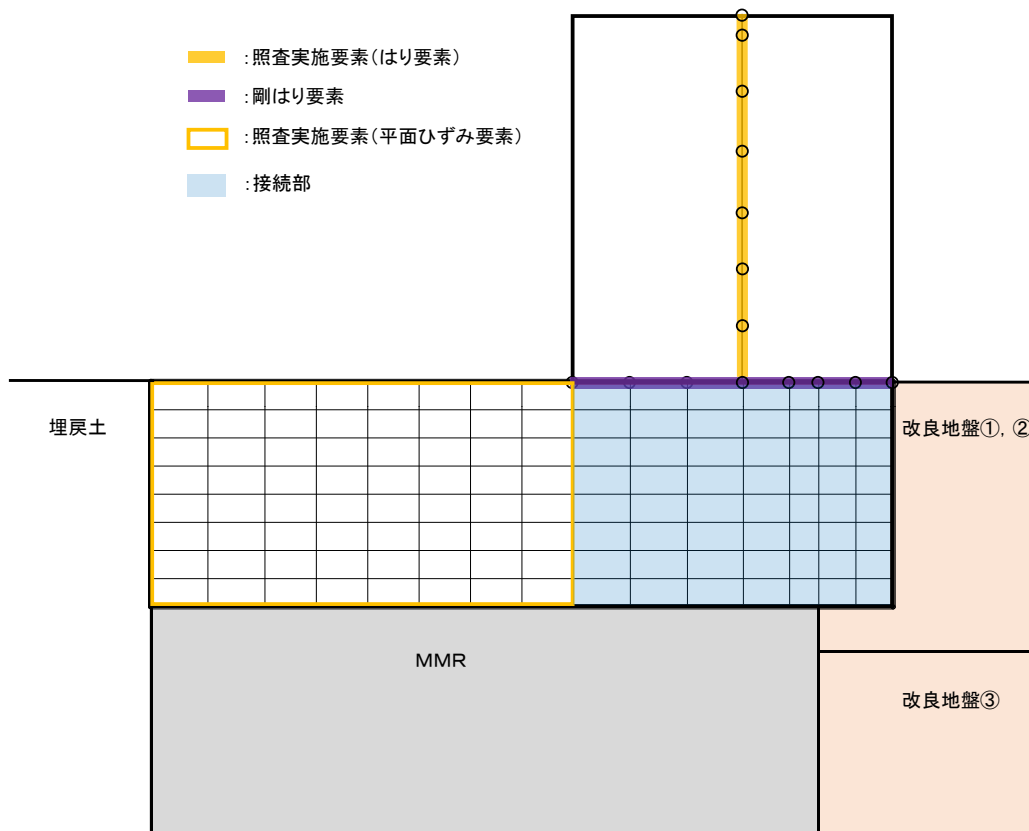 :照査実施要素(はり要素)
:剛はり要素
:照査実施要素(平面ひずみ要素)
:接続部
埋戻土
改良地盤①,②
MMR
改良地盤③